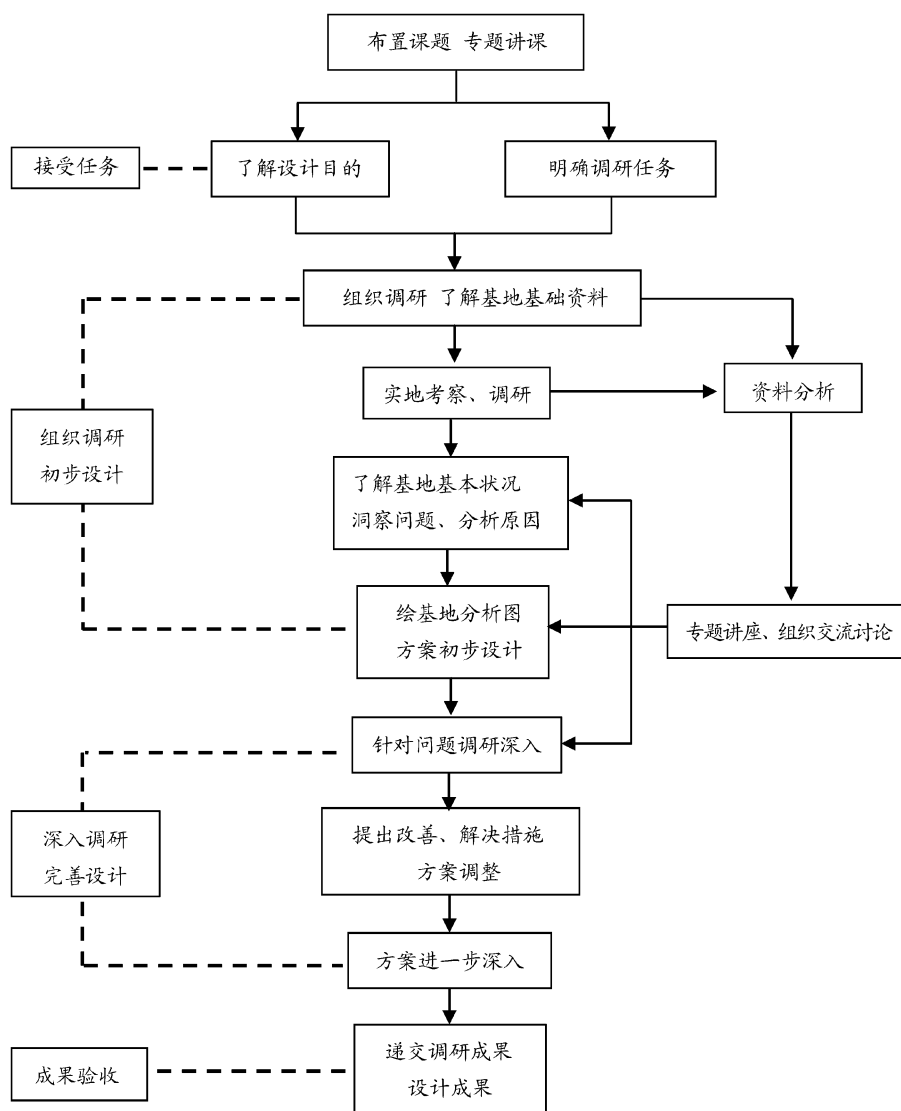 布置课题 专题讲课
接受任务
了解设计目的
明确调研任务
组织调研 了解基地基础资料
实地考察、调研
资料分析
组织调研
初步设计
了解基地基本状况
洞察问题、分析原因
绘基地分析图
方案初步设计
专题讲座、组织交流讨论
针对问题调研深入
深入调研
完善设计
提出改善、解决措施
方案调整
方案进一步深入
成果验收
递交调研成果
设计成果